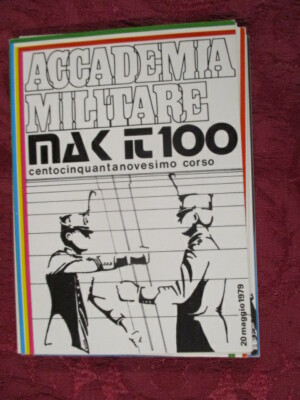 ACCADEMIA
MILITARE
MAK π 100
centocinquantanovesimo corso
20 maggio 1979